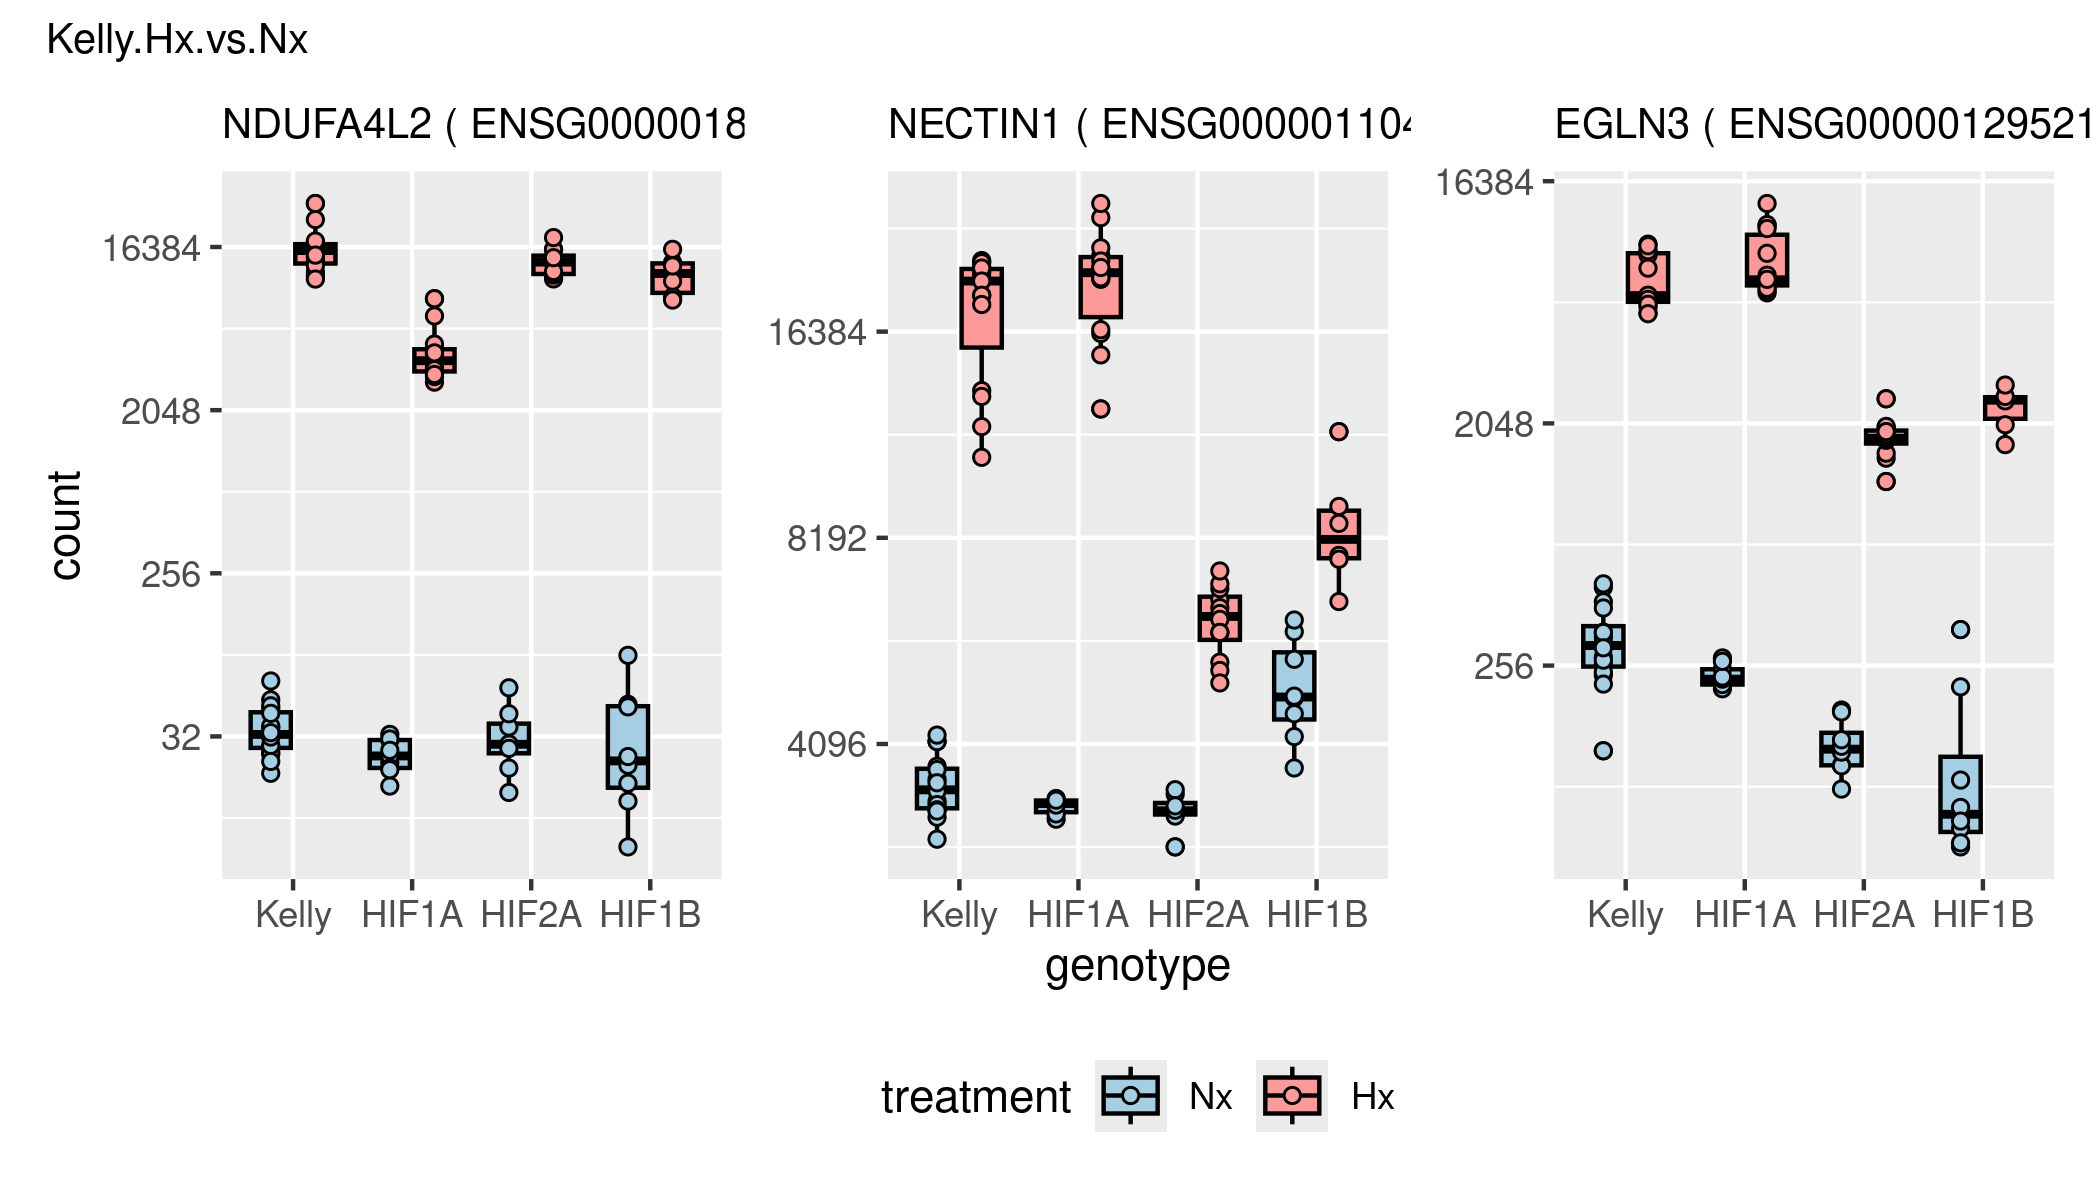 Kelly.Hx.vs.Nx
NDUFA4L2 ( ENSG0000018
NECTIN1 ( ENSG00000110
EGLN3 ( ENSG00000129521
count
16384
2048
256
32
16384
8192
4096
16384
2048
256
Kelly HIF1A HIF2A HIF1B
Kelly HIF1A HIF2A HIF1B
Kelly HIF1A HIF2A HIF1B
genotype
treatment Nx Hx